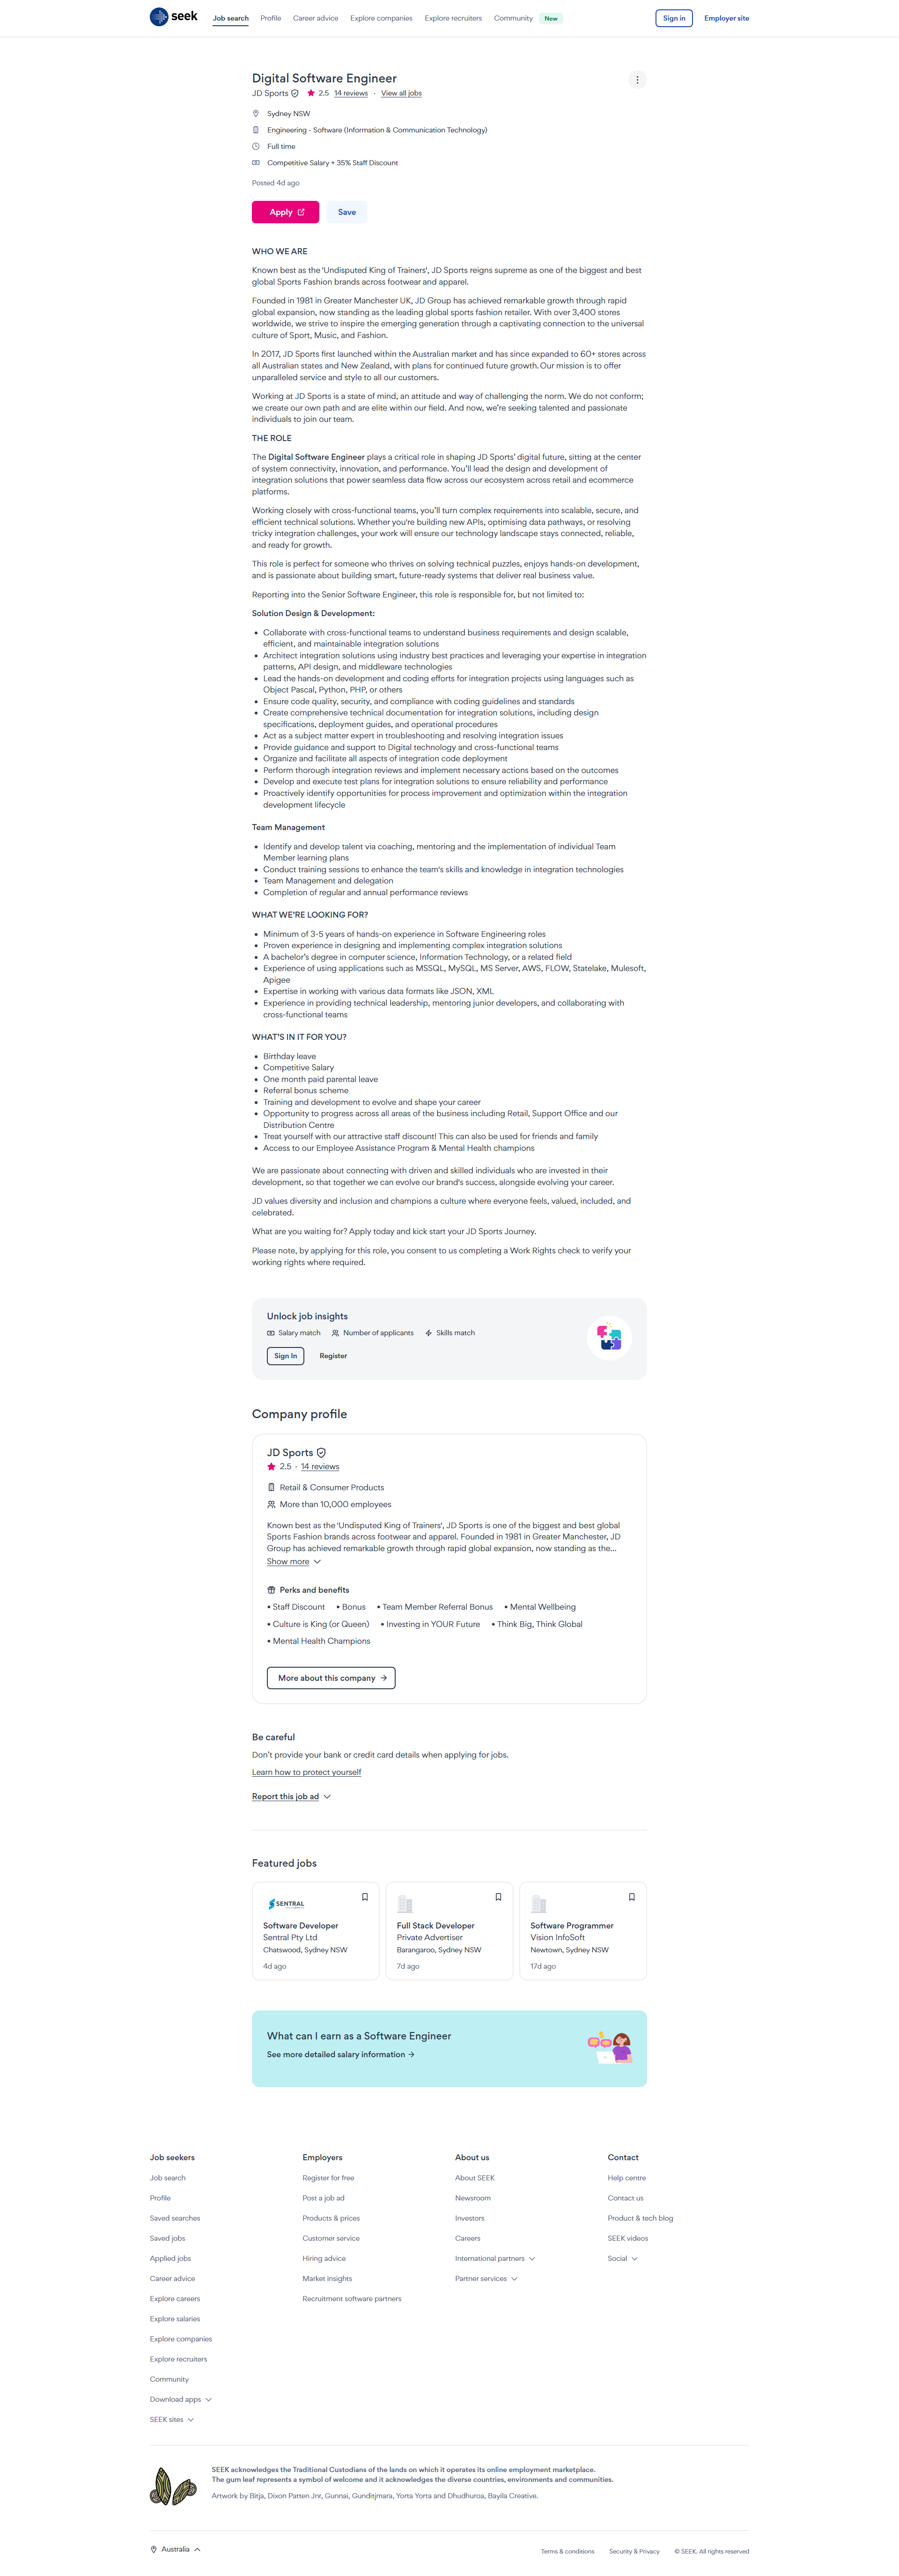 seek
Job search
Profile
Career advice
Explore companies
Explore recruiters
Community
New
Sign in
Employer site
Digital Software Engineer
JD Sports
2.5
14 reviews
·
View all jobs
Sydney NSW
Engineering - Software (Information & Communication Technology)
Full time
Competitive Salary + 35% Staff Discount
Posted 4d ago
Apply
Save
WHO WE ARE
Known best as the 'Undisputed King of Trainers', JD Sports reigns supreme as one of the biggest and best
global Sports Fashion brands across footwear and apparel.
Founded in 1981 in Greater Manchester UK, JD Group has achieved remarkable growth through rapid
global expansion, now standing as the leading global sports fashion retailer. With over 3,400 stores
worldwide, we strive to inspire the emerging generation through a captivating connection to the universal
culture of Sport, Music, and Fashion.
In 2017, JD Sports first launched within the Australian market and has since expanded to 60+ stores across
all Australian states and New Zealand, with plans for continued future growth. Our mission is to offer
unparalleled service and style to all our customers.
Working at JD Sports is a state of mind, an attitude and way of challenging the norm. We do not conform;
we create our own path and are elite within our field. And now, we're seeking talented and passionate
individuals to join our team.
THE ROLE
The Digital Software Engineer plays a critical role in shaping JD Sports' digital future, sitting at the center
of system connectivity, innovation, and performance. You'll lead the design and development of
integration solutions that power seamless data flow across our ecosystem across retail and ecommerce
platforms.
Working closely with cross-functional teams, you'll turn complex requirements into scalable, secure, and
efficient technical solutions. Whether you're building new APIs, optimising data pathways, or resolving
tricky integration challenges, your work will ensure our technology landscape stays connected, reliable,
and ready for growth.
This role is perfect for someone who thrives on solving technical puzzles, enjoys hands-on development,
and is passionate about building smart, future-ready systems that deliver real business value.
Reporting into the Senior Software Engineer, this role is responsible for, but not limited to:
Solution Design & Development:
• Collaborate with cross-functional teams to understand business requirements and design scalable,
efficient, and maintainable integration solutions
• Architect integration solutions using industry best practices and leveraging your expertise in integration
patterns, API design, and middleware technologies
• Lead the hands-on development and coding efforts for integration projects using languages such as
Object Pascal, Python, PHP, or others
• Ensure code quality, security, and compliance with coding guidelines and standards
• Create comprehensive technical documentation for integration solutions, including design
specifications, deployment guides, and operational procedures
• Act as a subject matter expert in troubleshooting and resolving integration issues
• Provide guidance and support to Digital technology and cross-functional teams
• Organize and facilitate all aspects of integration code deployment
• Perform thorough integration reviews and implement necessary actions based on the outcomes
• Develop and execute test plans for integration solutions to ensure reliability and performance
• Proactively identify opportunities for process improvement and optimization within the integration
development lifecycle
Team Management
• Identify and develop talent via coaching, mentoring and the implementation of individual Team
Member learning plans
• Conduct training sessions to enhance the team's skills and knowledge in integration technologies
• Team Management and delegation
• Completion of regular and annual performance reviews
WHAT WE'RE LOOKING FOR?
• Minimum of 3-5 years of hands-on experience in Software Engineering roles
• Proven experience in designing and implementing complex integration solutions
• A bachelor's degree in computer science, Information Technology, or a related field
• Experience of using applications such as MSSQL, MySQL, MS Server, AWS, FLOW, Statelake, Mulesoft,
Apigee
• Expertise in working with various data formats like JSON, XML
• Experience in providing technical leadership, mentoring junior developers, and collaborating with
cross-functional teams
WHAT'S IN IT FOR YOU?
• Birthday leave
• Competitive Salary
• One month paid parental leave
• Referral bonus scheme
• Training and development to evolve and shape your career
• Opportunity to progress across all areas of the business including Retail, Support Office and our
Distribution Centre
• Treat yourself with our attractive staff discount! This can also be used for friends and family
• Access to our Employee Assistance Program & Mental Health champions
We are passionate about connecting with driven and skilled individuals who are invested in their
development, so that together we can evolve our brand's success, alongside evolving your career.
JD values diversity and inclusion and champions a culture where everyone feels, valued, included, and
celebrated.
What are you waiting for? Apply today and kick start your JD Sports Journey.
Please note, by applying for this role, you consent to us completing a Work Rights check to verify your
working rights where required.
Unlock job insights
Salary match
Number of applicants
Skills match
Sign In
Register
Company profile
JD Sports
2.5 · 14 reviews
Retail & Consumer Products
More than 10,000 employees
Known best as the 'Undisputed King of Trainers', JD Sports is one of the biggest and best global
Sports Fashion brands across footwear and apparel. Founded in 1981 in Greater Manchester, JD
Group has achieved remarkable growth through rapid global expansion, now standing as the...
Show more
Perks and benefits
• Staff Discount • Bonus • Team Member Referral Bonus • Mental Wellbeing
• Culture is King (or Queen) • Investing in YOUR Future • Think Big, Think Global
• Mental Health Champions
More about this company
Be careful
Don't provide your bank or credit card details when applying for jobs.
Learn how to protect yourself
Report this job ad
Featured jobs
SENTRAL
Software Developer
Sentral Pty Ltd
Chatswood, Sydney NSW
4d ago
Full Stack Developer
Private Advertiser
Barangaroo, Sydney NSW
7d ago
Software Programmer
Vision InfoSoft
Newtown, Sydney NSW
17d ago
What can I earn as a Software Engineer
See more detailed salary information
Job seekers
Job search
Profile
Saved searches
Saved jobs
Applied jobs
Career advice
Explore careers
Explore salaries
Explore companies
Explore recruiters
Community
Download apps
SEEK sites
Employers
Register for free
Post a job ad
Products & prices
Customer service
Hiring advice
Market insights
Recruitment software partners
About us
About SEEK
Newsroom
Investors
Careers
International partners
Partner services
Contact
Help centre
Contact us
Product & tech blog
SEEK videos
Social
SEEK acknowledges the Traditional Custodians of the lands on which it operates its online employment marketplace.
The gum leaf represents a symbol of welcome and it acknowledges the diverse countries, environments and communities.
Artwork by Bitja, Dixon Patten Jnr, Gunnai, Gunditjmara, Yorta Yorta and Dhudhuroa, Bayila Creative.
Australia
Terms & conditions
Security & Privacy
© SEEK. All rights reserved